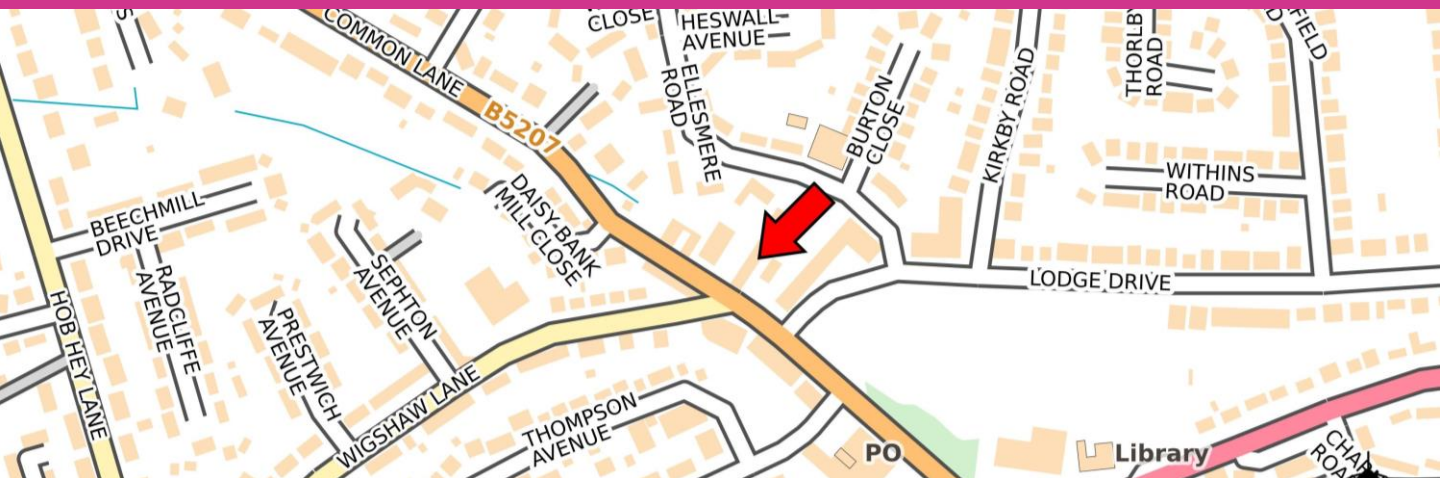 CLOSE
HESWALL
AVENUE
COMMON LANE
B5207
ELLESMERE
ROAD
BURTON
CLOSE
KIRKBY ROAD
THORLBY
ROAD
FIELD
WITHINS
ROAD
BEECHMILL
DRIVE
RADCLIFFE
AVENUE
DAISY-BANK
MILL-CLOSE
SEPHTON
AVENUE
PRESTWICH
AVENUE
HOB HEY LANE
WIGSHAW LANE
LODGE DRIVE
THOMPSON
AVENUE
PO
Library